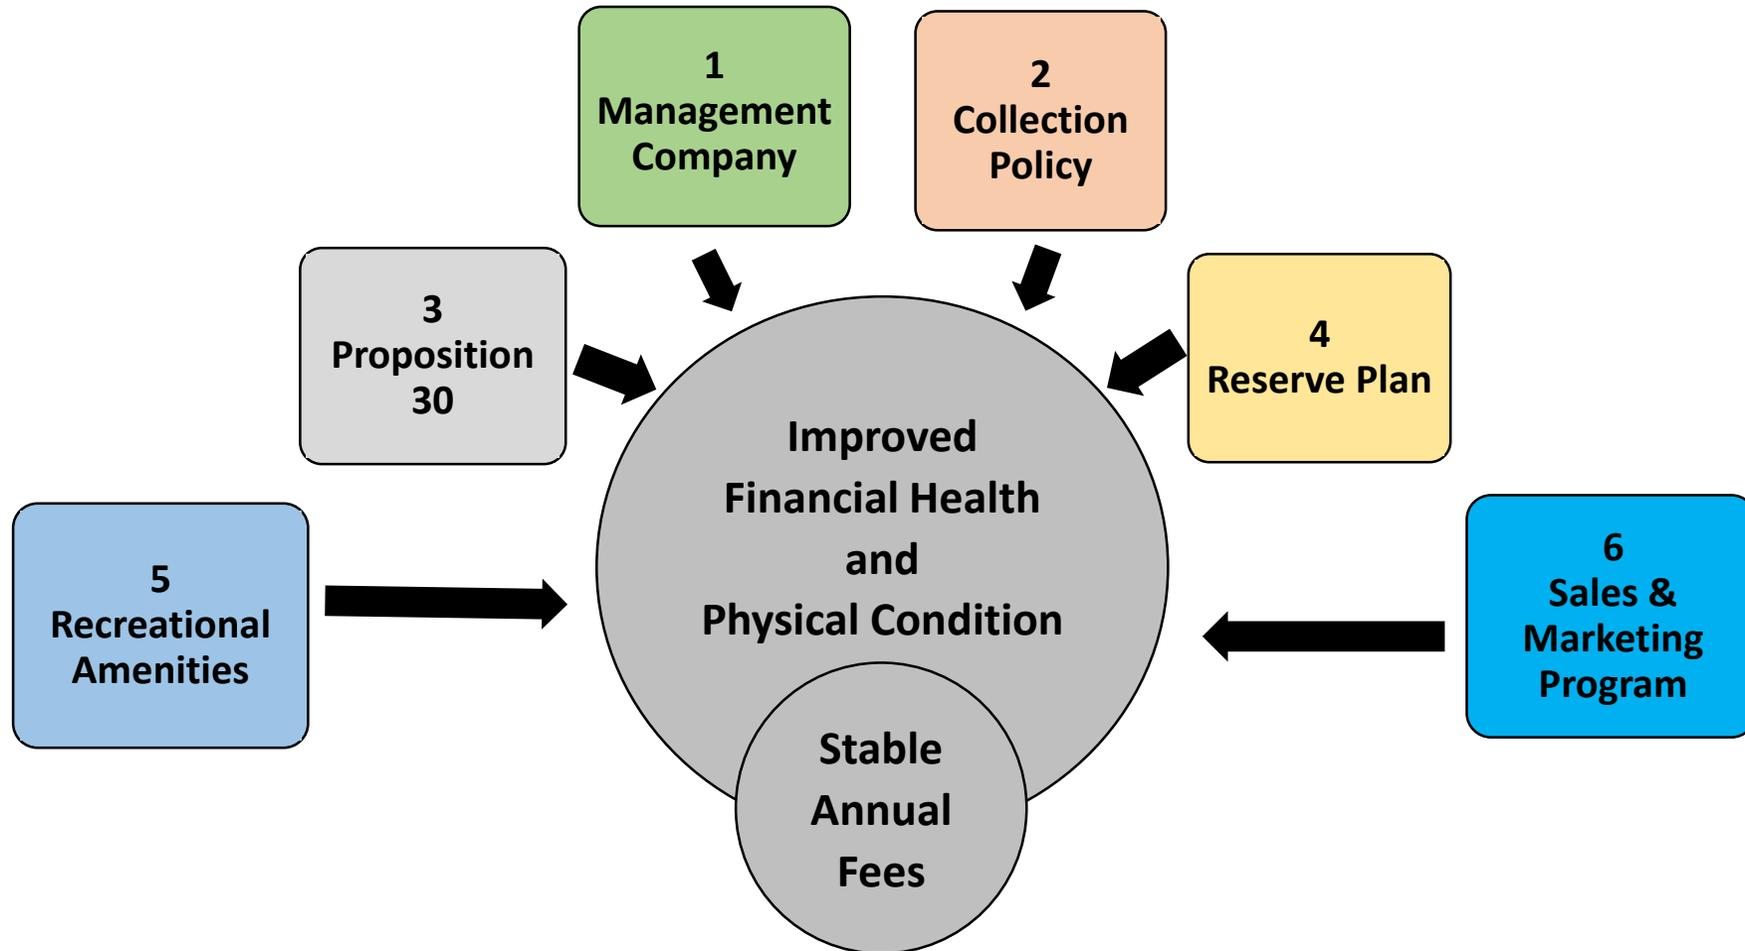 1
Management
Company
2
Collection
Policy
3
Proposition
30
4
Reserve Plan
5
Recreational
Amenities
6
Sales &
Marketing
Program
Improved
Financial Health
and
Physical Condition
Stable
Annual
Fees